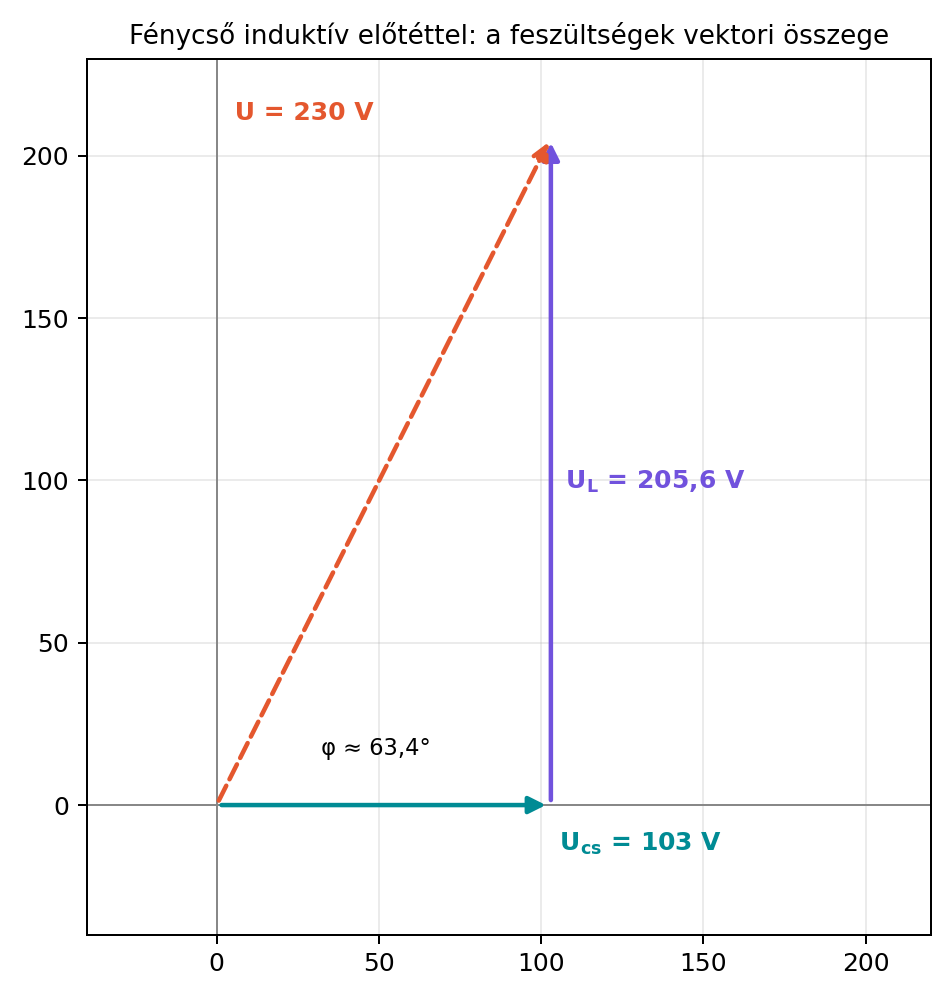 Fénycső induktív előtéttel: a feszültségek vektori összege
U = 230 V
200
150
100
U_L = 205,6 V
50
φ ≈ 63,4°
0
U_cs = 103 V
0 50 100 150 200